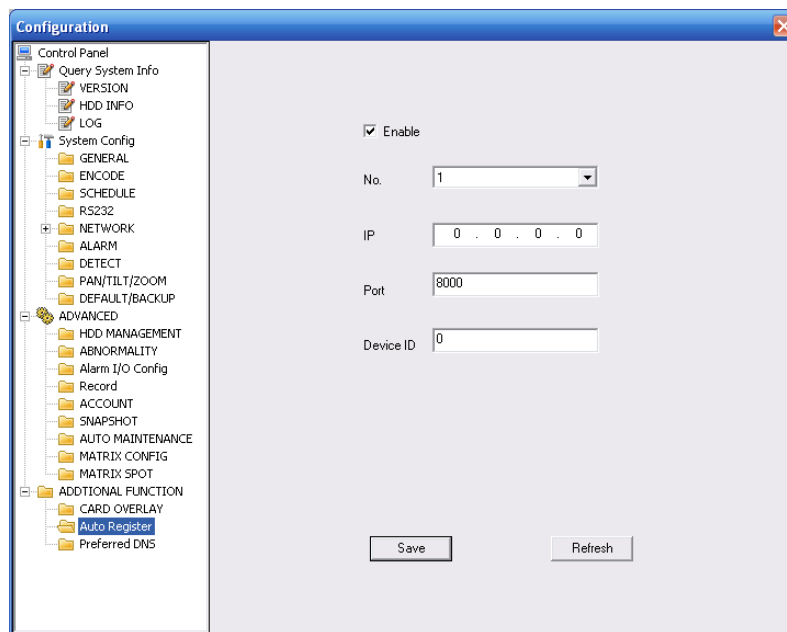 Configuration
Control Panel
Query System Info
VERSION
HDD INFO
LOG
System Config
GENERAL
ENCODE
SCHEDULE
RS232
NETWORK
ALARM
DETECT
PAN/TILT/ZOOM
DEFAULT/BACKUP
ADVANCED
HDD MANAGEMENT
ABNORMALITY
Alarm I/O Config
Record
ACCOUNT
SNAPSHOT
AUTO MAINTENANCE
MATRIX CONFIG
MATRIX SPOT
ADDTIONAL FUNCTION
CARD OVERLAY
Auto Register
Preferred DNS
Enable
No. 1
IP 0 . 0 . 0 . 0
Port 8000
Device ID 0
Save Refresh